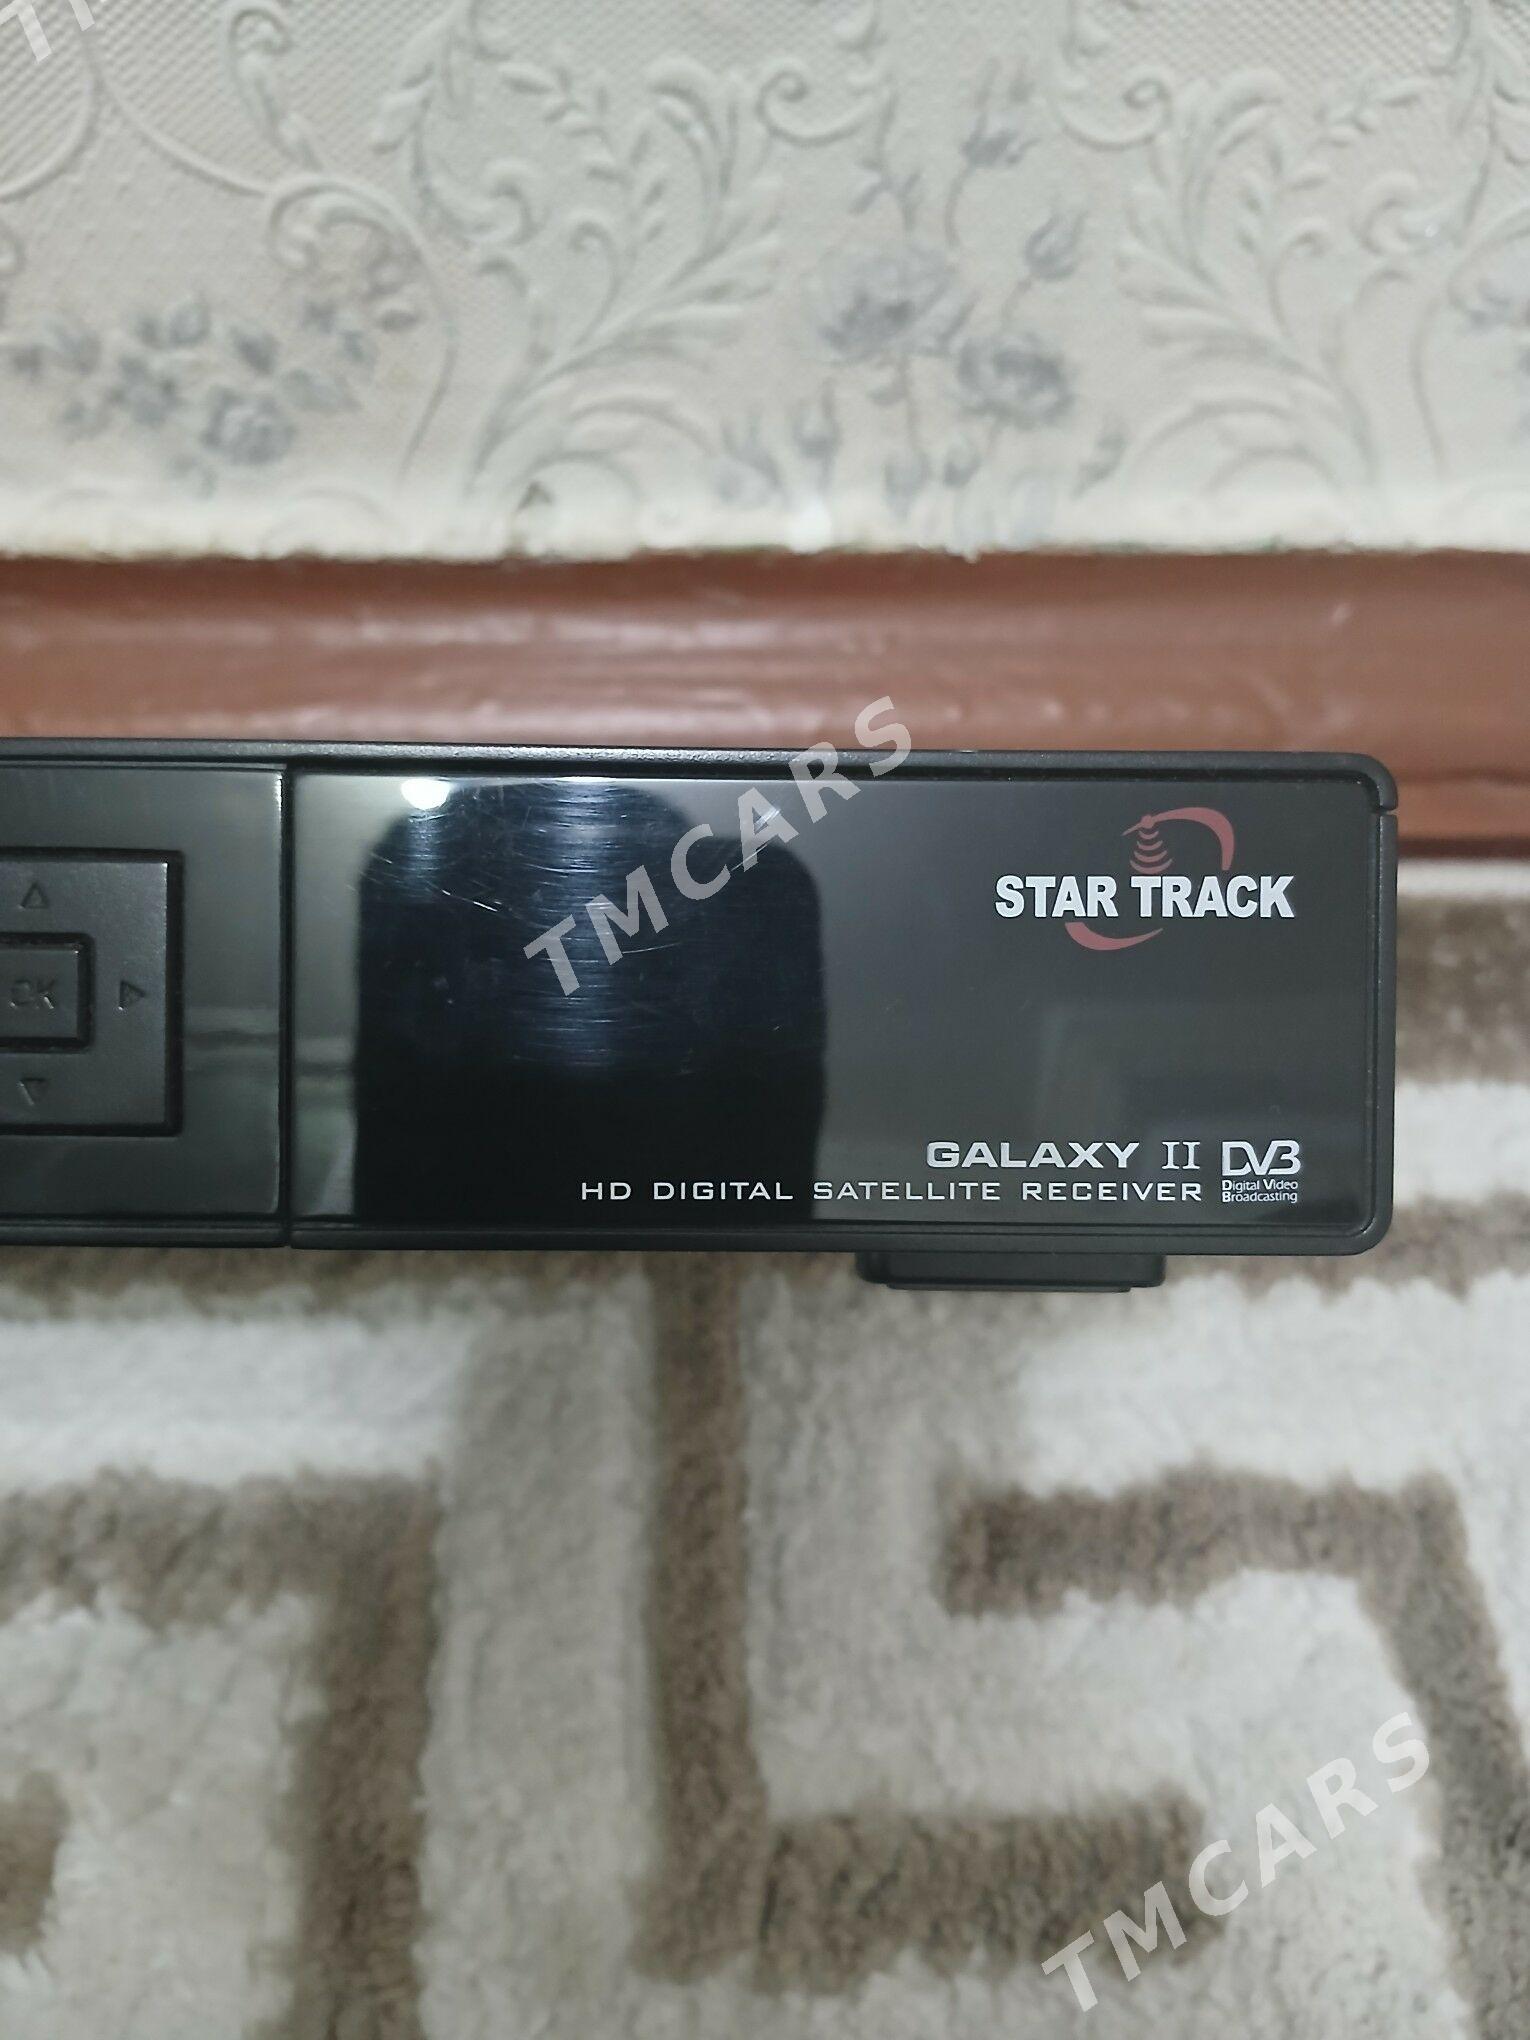 TMCARS
STAR TRACK
OK
GALAXY II DVB
Digital Video
Broadcasting
HD DIGITAL SATELLITE RECEIVER
TMCARS